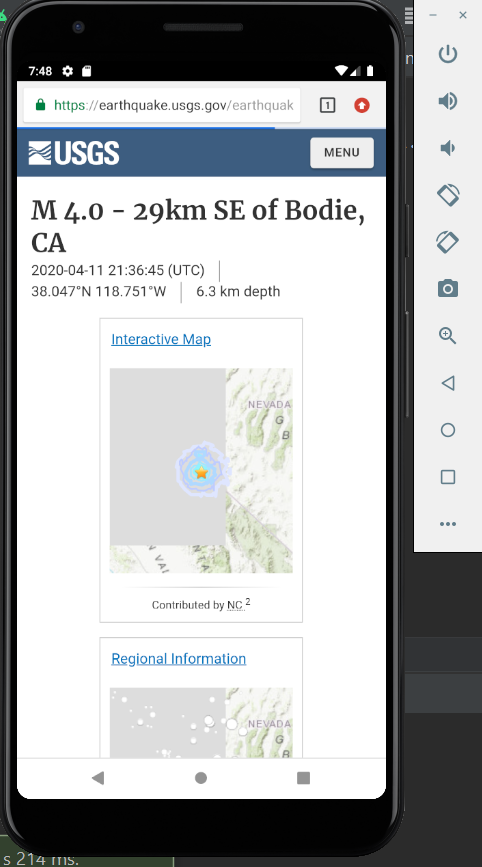 7:48
https://earthquake.usgs.gov/earthquak
1
USGS
MENU
M 4.0 - 29km SE of Bodie,
CA
2020-04-11 21:36:45 (UTC)
38.047°N 118.751°W
6.3 km depth
Interactive Map
NEVADA
G
B
Contributed by NC 2
Regional Information
NEVADA
G
B
s 214 ms.